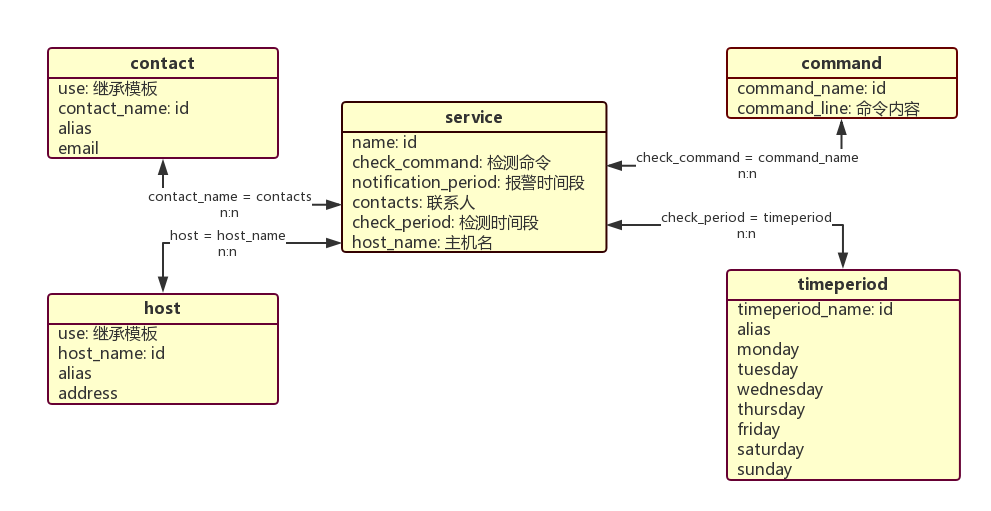 contact
use: 继承模板
contact_name: id
alias
email
command
command_name: id
command_line: 命令内容
service
name: id
check_command: 检测命令
notification_period: 报警时间段
contacts: 联系人
check_period: 检测时间段
host_name: 主机名
contact_name = contacts
n:n
host = host_name
n:n
check_command = command_name
n:n
check_period = timeperiod
n:n
host
use: 继承模板
host_name: id
alias
address
timeperiod
timeperiod_name: id
alias
monday
tuesday
wednesday
thursday
friday
saturday
sunday